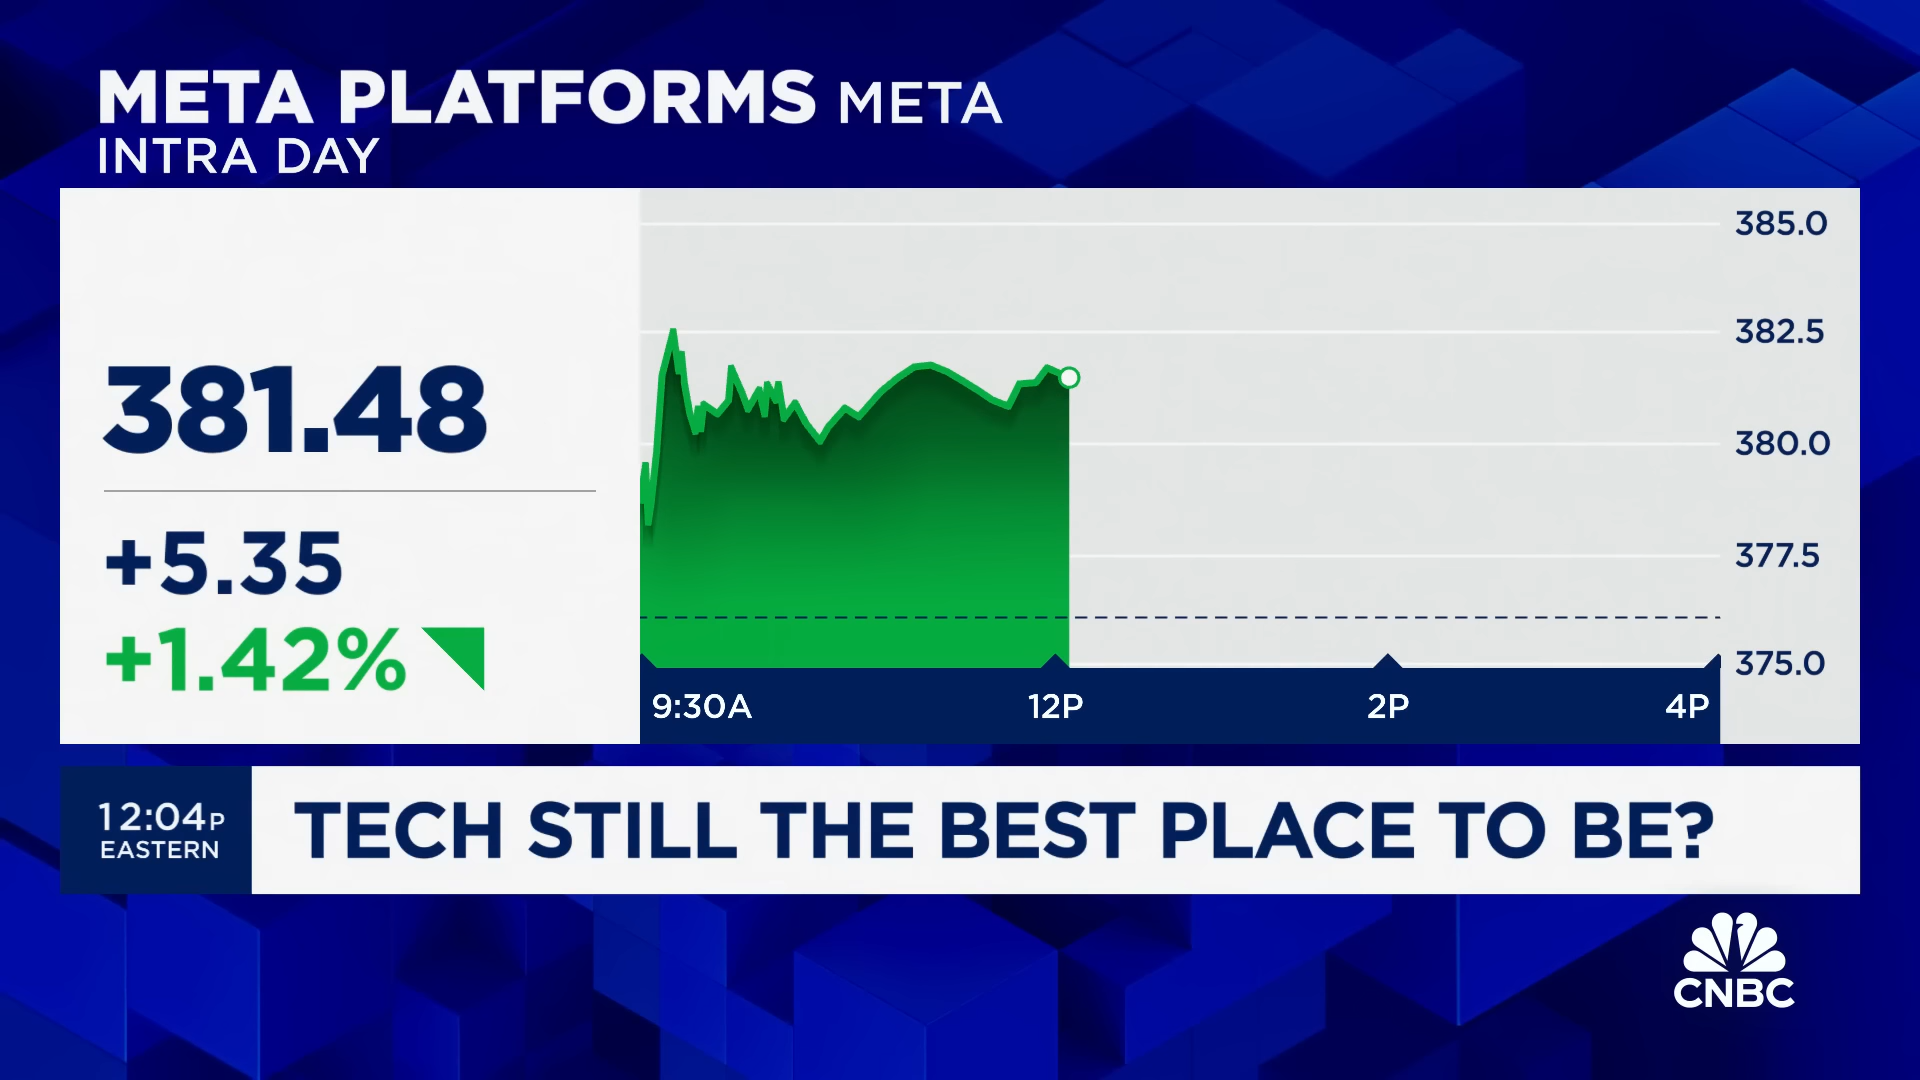 META PLATFORMS META
INTRA DAY
381.48
+5.35
+1.42%
385.0
382.5
380.0
377.5
375.0
9:30A 12P 2P 4P
12:04P
EASTERN
TECH STILL THE BEST PLACE TO BE?
CNBC